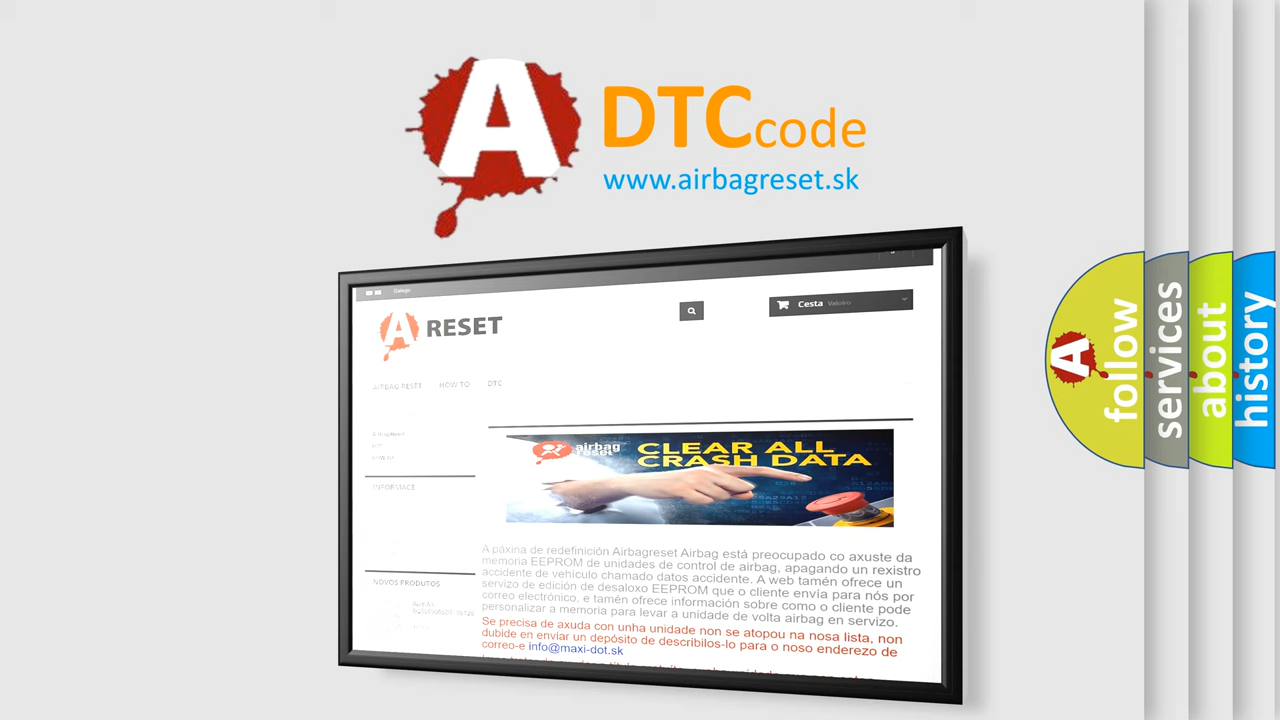 A
DTCcode
www.airbagreset.sk
Galego
A RESET
Cesta Valeiro
AIRBAG RESET HOW TO DTC
INFORMACE
airbag
reset
CLEAR ALL
CRASH DATA
A páxina de redefinición Airbagreset Airbag está preocupado co axuste da
memoria EEPROM de unidades de control de airbag, apagando un rexistro
accidente de vehículo chamado datos accidente. A web tamén ofrece un
servizo de edición de desaloxo EEPROM que o cliente envía para nós por
correo electrónico, e tamén ofrece información sobre como o cliente pode
personalizar a memoria para levar a unidade de volta airbag en servizo.
NOVOS PRODUTOS
Se precisa de axuda con unha unidade non se atopou na nosa lista, non
dubide en enviar un depósito de describilos-lo para o noso enderezo de
correo-e info@maxi-dot.sk
A
follow
services
about
history